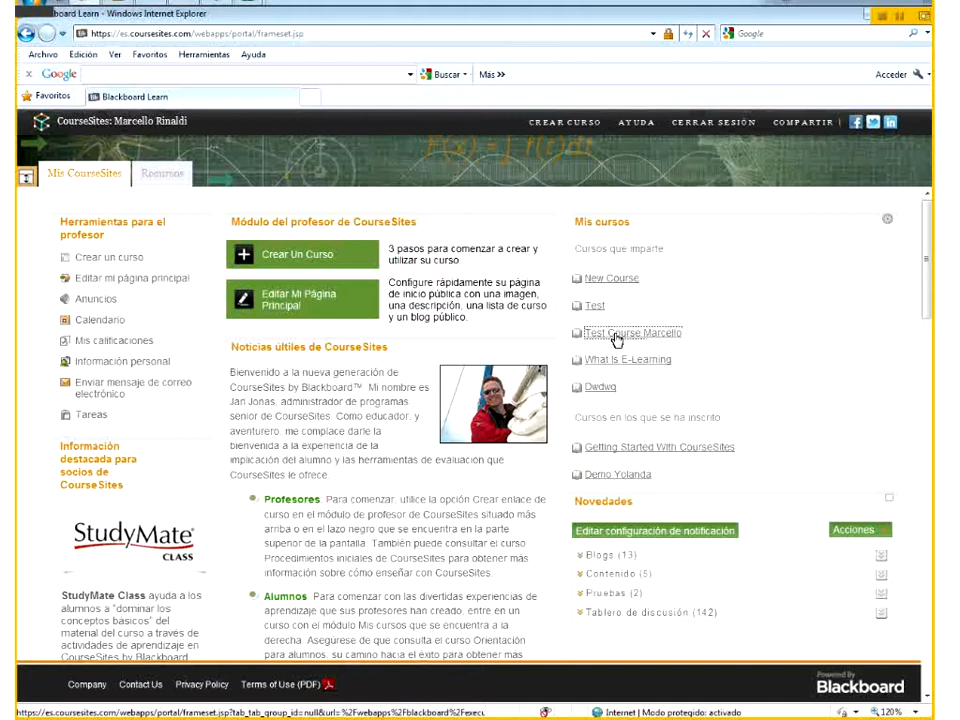 board Learn - Windows Internet Explorer
https://es.coursesites.com/webapps/portal/frameset.jsp
Google
Archivo Edición Ver Favoritos Herramientas Ayuda
x Google
Buscar
Más >>
Acceder
Favoritos
Blackboard Learn
CourseSites: Marcello Rinaldi
CREAR CURSO AYUDA CERRAR SESIÓN COMPARTIR
Mis CourseSites
Recursos
Herramientas para el
profesor
Crear un curso
Editar mi página principal
Anuncios
Calendario
Mis calificaciones
Información personal
Enviar mensaje de correo
electrónico
Tareas
Información
destacada para
socios de
CourseSites
StudyMate
CLASS
StudyMate Class ayuda a los
alumnos a "dominar los
conceptos básicos" del
material del curso a través de
actividades de aprendizaje en
CourseSites by Blackboard
Módulo del profesor de CourseSites
Crear Un Curso
3 pasos para comenzar a crear y
utilizar su curso
Editar Mi Página
Principal
Configure rápidamente su página
de inicio pública con una imagen,
una descripción, una lista de curso
y un blog público.
Noticias últiles de CourseSites
Bienvenido a la nueva generación de
CourseSites by Blackboard™ Mi nombre es
Jan Jonas, administrador de programas
senior de CourseSites. Como educador, y
aventurero, me complace darle la
bienvenida a la experiencia de la
implicación del alumno y las herramientas de evaluación que
CourseSites le ofrece.
Profesores Para comenzar, utilice la opción Crear enlace de
curso en el módulo de profesor de CourseSites situado más
arriba o en el lazo negro que se encuentra en la parte
superior de la pantalla. También puede consultar el curso
Procedimientos iniciales de CourseSites para obtener más
información sobre cómo enseñar con CourseSites.
Alumnos Para comenzar con las divertidas experiencias de
aprendizaje que sus profesores han creado, entre en un
curso con el módulo Mis cursos que se encuentra a la
derecha. Asegúrese de que consulta el curso Orientación
para alumnos, su camino hacia el éxito para obtener más
Mis cursos
Cursos que imparte
New Course
Test
Test Course Marcello
What Is E-Learning
Dwdwq
Cursos en los que se ha inscrito
Getting Started With CourseSites
Demo Yolanda
Novedades
Editar configuración de notificación
Acciones
Blogs (13)
Contenido (5)
Pruebas (2)
Tablero de discusión (142)
Company Contact Us Privacy Policy Terms of Use (PDF)
Powered by
Blackboard
https://es.coursesites.com/webapps/portal/frameset.jsp?tab_tab_group_id=null&url=%2Fwebapps%2Fblackboard%2Fexecu
Internet | Modo protegido: activado
120%